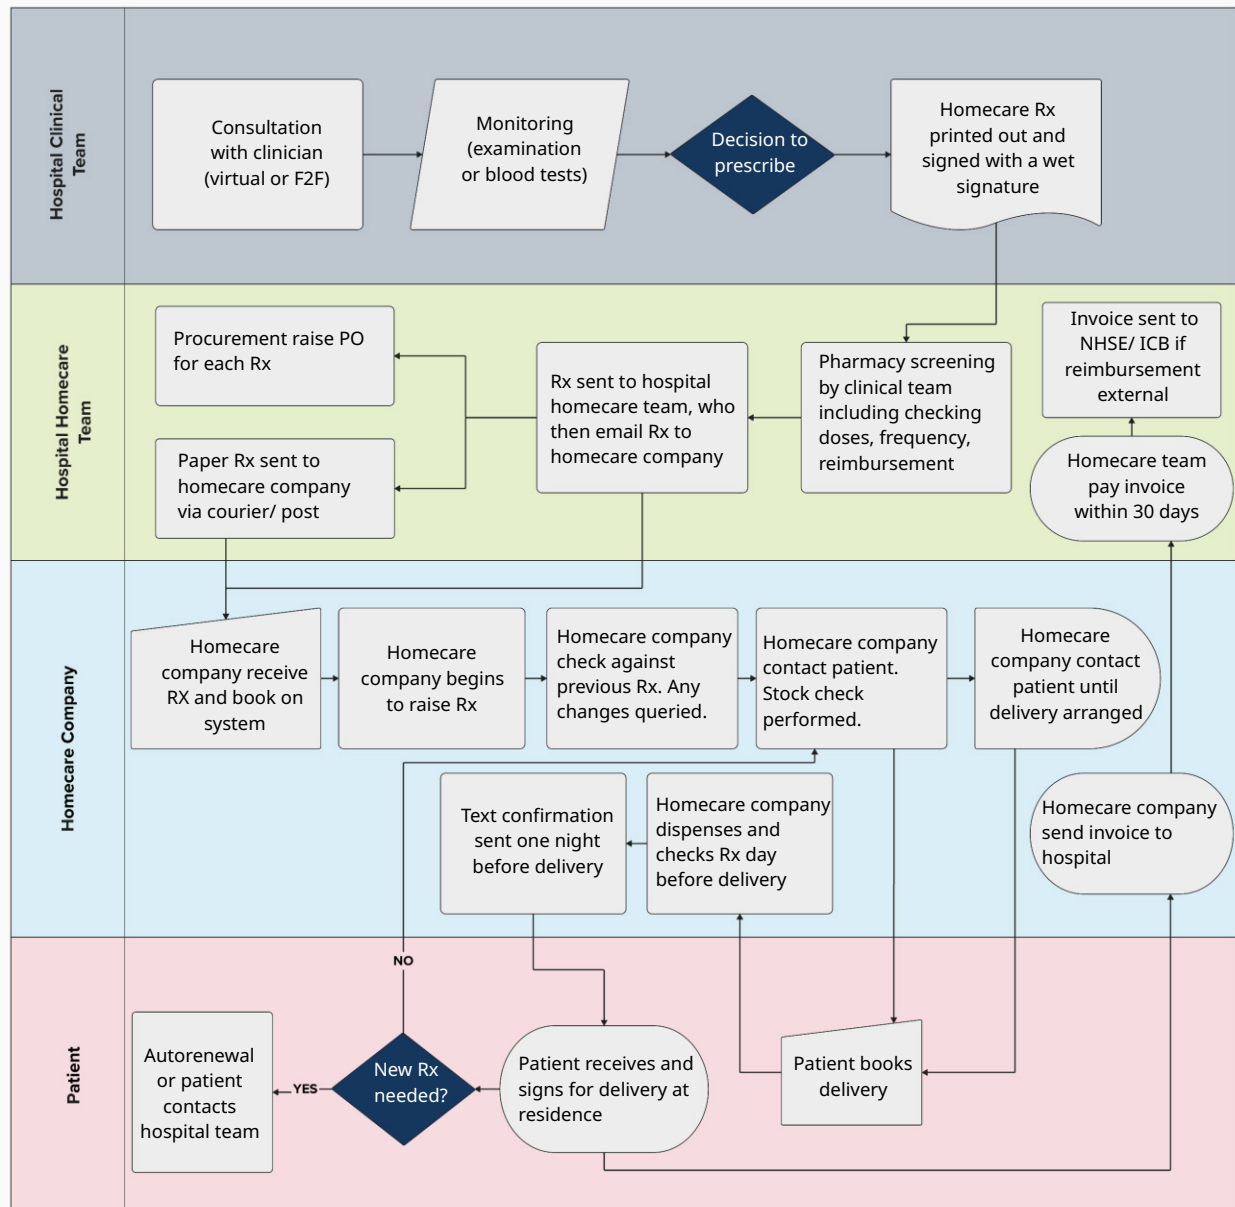 Hospital Clinical
Team
Consultation
with clinician
(virtual or F2F)
Monitoring
(examination
or blood tests)
Decision to
prescribe
Homecare Rx
printed out and
signed with a wet
signature
Hospital Homecare
Team
Procurement raise PO
for each Rx
Paper Rx sent to
homecare company
via courier/ post
Rx sent to hospital
homecare team, who
then email Rx to
homecare company
Pharmacy screening
by clinical team
including checking
doses, frequency,
reimbursement
Invoice sent to
NHSE/ ICB if
reimbursement
external
Homecare team
pay invoice
within 30 days
Homecare Company
Homecare
company receive
RX and book on
system
Homecare
company begins
to raise Rx
Homecare company
check against
previous Rx. Any
changes queried.
Homecare company
contact patient.
Stock check
performed.
Homecare
company contact
patient until
delivery arranged
Text confirmation
sent one night
before delivery
Homecare company
dispenses and
checks Rx day
before delivery
Homecare company
send invoice to
hospital
Patient
NO
Autorenewal
or patient
contacts
hospital team
YES
New Rx
needed?
Patient receives and
signs for delivery at
residence
Patient books
delivery